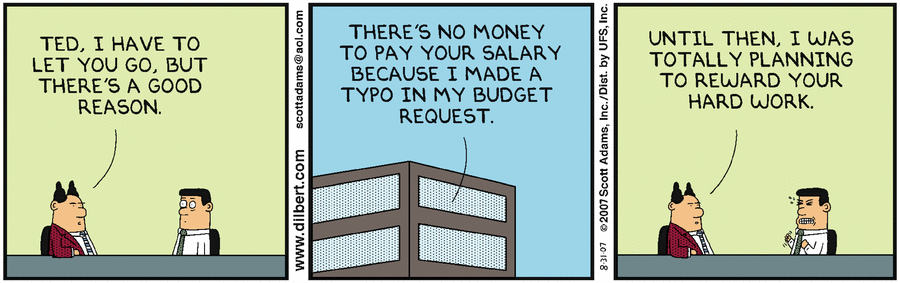 TED, I HAVE TO
LET YOU GO, BUT
THERE'S A GOOD
REASON.
www.dilbert.com
scottadams@aol.com
THERE'S NO MONEY
TO PAY YOUR SALARY
BECAUSE I MADE A
TYPO IN MY BUDGET
REQUEST.
8-31-07 ©2007 Scott Adams, Inc./Dist. by UFS, Inc.
UNTIL THEN, I WAS
TOTALLY PLANNING
TO REWARD YOUR
HARD WORK.